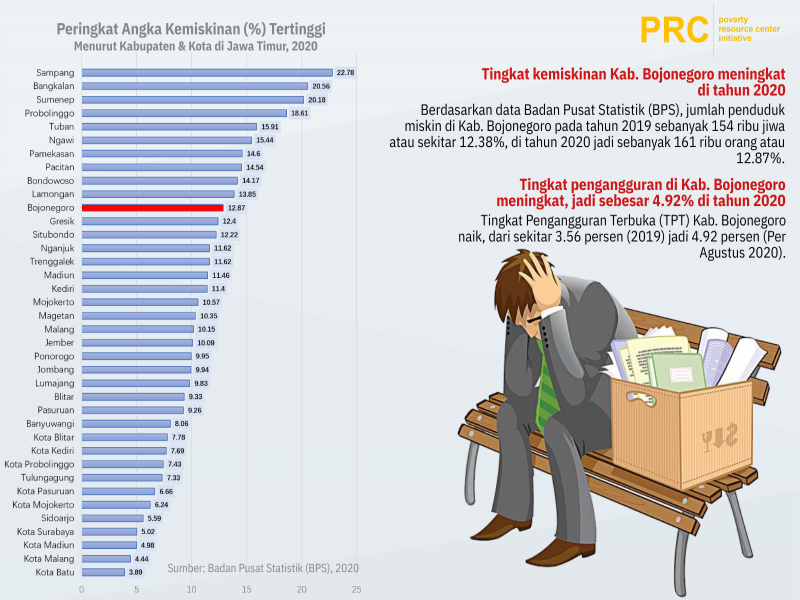 Peringkat Angka Kemiskinan (%) Tertinggi
Menurut Kabupaten & Kota di Jawa Timur, 2020
Sampang 22.78
Bangkalan 20.56
Sumenep 20.18
Probolinggo 18.61
Tuban 15.91
Ngawi 15.44
Pamekasan 14.6
Pacitan 14.54
Bondowoso 14.17
Lamongan 13.85
Bojonegoro 12.87
Gresik 12.4
Situbondo 12.22
Nganjuk 11.62
Trenggalek 11.62
Madiun 11.46
Kediri 11.4
Mojokerto 10.57
Magetan 10.35
Malang 10.15
Jember 10.09
Ponorogo 9.95
Jombang 9.94
Lumajang 9.83
Blitar 9.33
Pasuruan 9.26
Banyuwangi 8.06
Kota Blitar 7.78
Kota Kediri 7.69
Kota Probolinggo 7.43
Tulungagung 7.33
Kota Pasuruan 6.66
Kota Mojokerto 6.24
Sidoarjo 5.59
Kota Surabaya 5.02
Kota Madiun 4.98
Kota Malang 4.44
Kota Batu 3.89
Sumber: Badan Pusat Statistik (BPS), 2020
0 5 10 15 20 25
PRC
poverty
resource center
initiative
Tingkat kemiskinan Kab. Bojonegoro meningkat
di tahun 2020
Berdasarkan data Badan Pusat Statistik (BPS), jumlah penduduk
miskin di Kab. Bojonegoro pada tahun 2019 sebanyak 154 ribu jiwa
atau sekitar 12.38%, di tahun 2020 jadi sebanyak 161 ribu orang atau
12.87%.
Tingkat pengangguran di Kab. Bojonegoro
meningkat, jadi sebesar 4.92% di tahun 2020
Tingkat Pengangguran Terbuka (TPT) Kab. Bojonegoro
naik, dari sekitar 3.56 persen (2019) jadi 4.92 persen (Per
Agustus 2020).